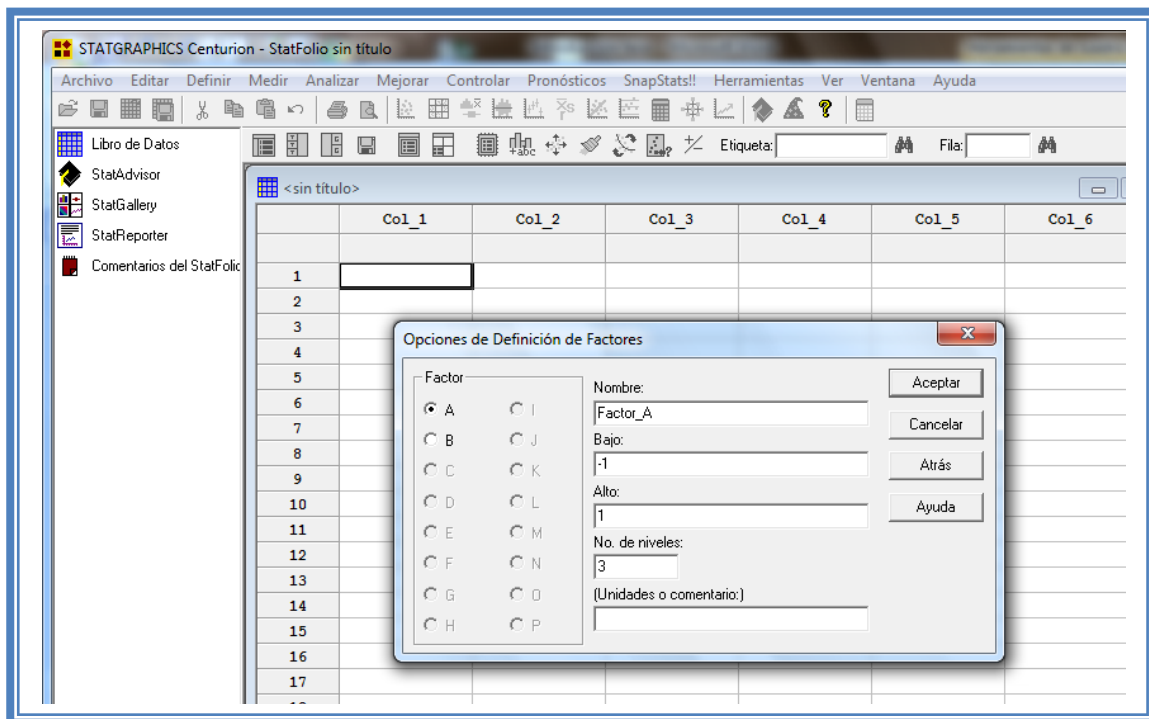 STATGRAPHICS Centurion - StatFolio sin título
Archivo Editar Definir Medir Analizar Mejorar Controlar Pronósticos SnapStats!! Herramientas Ver Ventana Ayuda
Etiqueta: Fila:
Libro de Datos
StatAdvisor
StatGallery
StatReporter
Comentarios del StatFolio
<sin título>
Col_1 Col_2 Col_3 Col_4 Col_5 Col_6
1
2
3
4
5
6
7
8
9
10
11
12
13
14
15
16
17
Opciones de Definición de Factores
Factor
A I
B J
C K
D L
E M
F N
G O
H P
Nombre:
Factor_A
Bajo:
-1
Alto:
1
No. de niveles:
3
(Unidades o comentario:)
Aceptar
Cancelar
Atrás
Ayuda